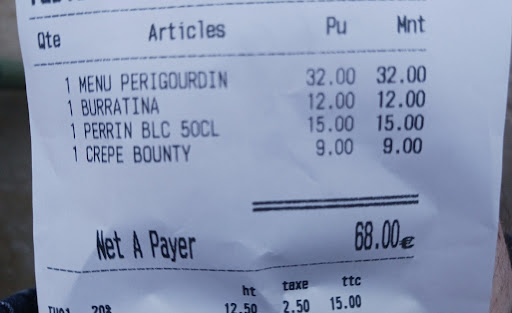 Qte Articles Pu Mnt
1 MENU PERIGOURDIN 32.00 32.00
1 BURRATINA 12.00 12.00
1 PERRIN BLC 50CL 15.00 15.00
1 CREPE BOUNTY 9.00 9.00
Net A Payer 68.00€
ht taxe ttc
20% 12.50 2.50 15.00